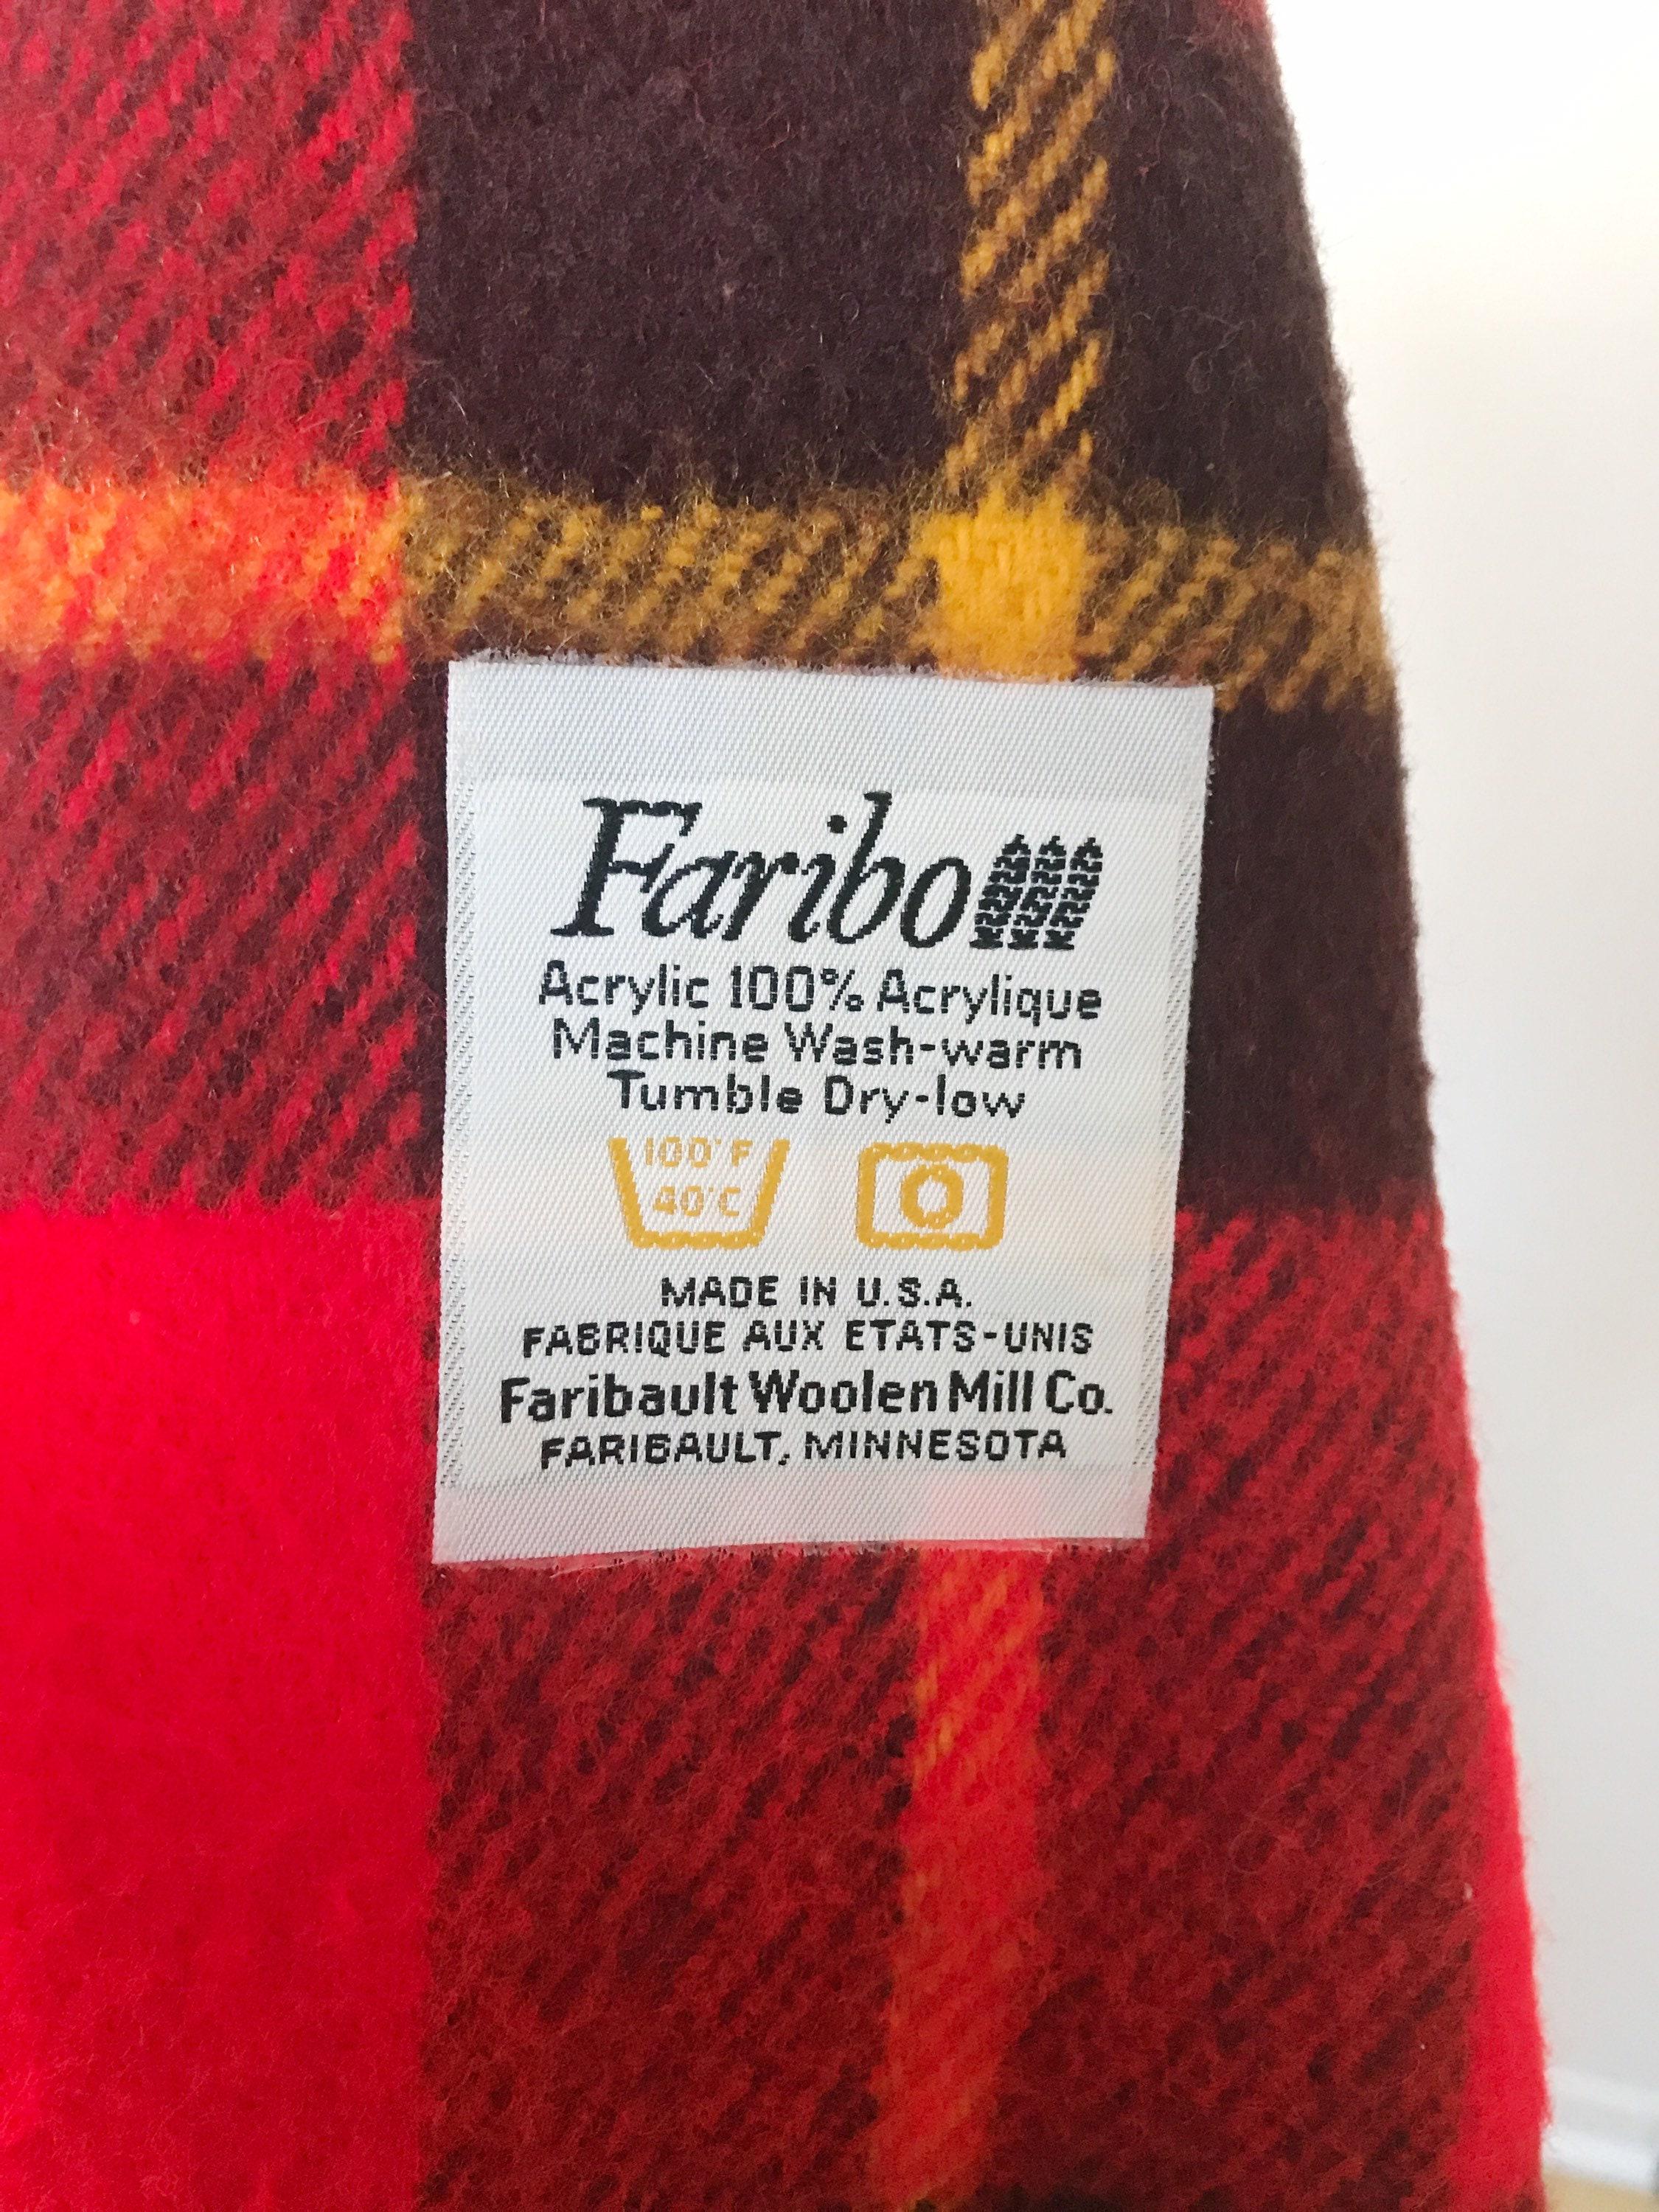 Faribo
Acrylic 100% Acrylique
Machine Wash-warm
Tumble Dry-low
100°F
40°C
MADE IN U.S.A.
FABRIQUE AUX ETATS-UNIS
Faribault Woolen Mill Co.
FARIBAULT, MINNESOTA